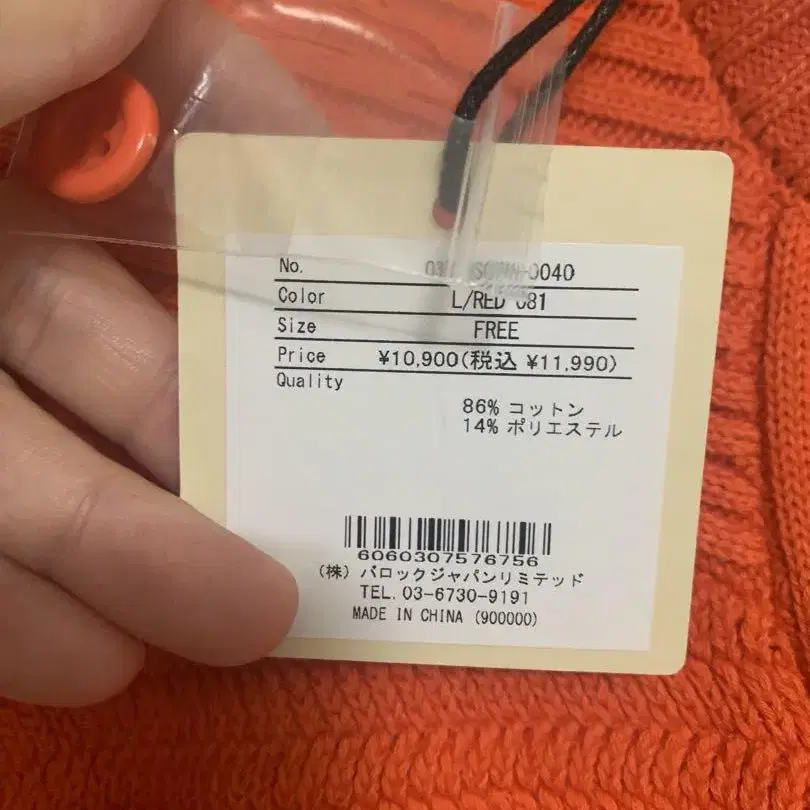 No. 0040
Color L/RED 081
Size FREE
Price ¥10,900(税込 ¥11,990)
Quality
86% コットン
14% ポリエステル
6060307576756
(株) バロックジャパンリミテッド
TEL.03-6730-9191
MADE IN CHINA (900000)